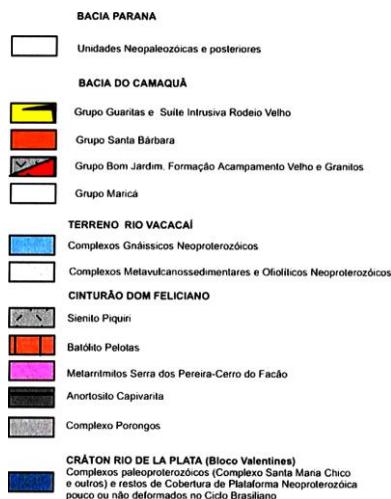 BACIA PARANA
Unidades Neopaleozóicas e posteriores
BACIA DO CAMAQUÃ
Grupo Guaritas e Suíte Intrusiva Rodeio Velho
Grupo Santa Bárbara
Grupo Bom Jardim. Formação Acampamento Velho e Granitos
Grupo Maricá
TERRENO RIO VACACAÍ
Complexos Gnáissicos Neoproterozóicos
Complexos Metavulcanossedimentares e Ofiolíticos Neoproterozóicos
CINTURÃO DOM FELICIANO
Sienito Piquiri
Batólito Pelotas
Metarritmitos Serra dos Pereira-Cerro do Facão
Anortosito Capivarita
Complexo Porongos
CRÁTON RIO DE LA PLATA (Bloco Valentines)
Complexos paleoproterozóicos (Complexo Santa Maria Chico
e outros) e restos de Cobertura de Plataforma Neoproterozóica
pouco ou não deformados no Ciclo Brasiliano